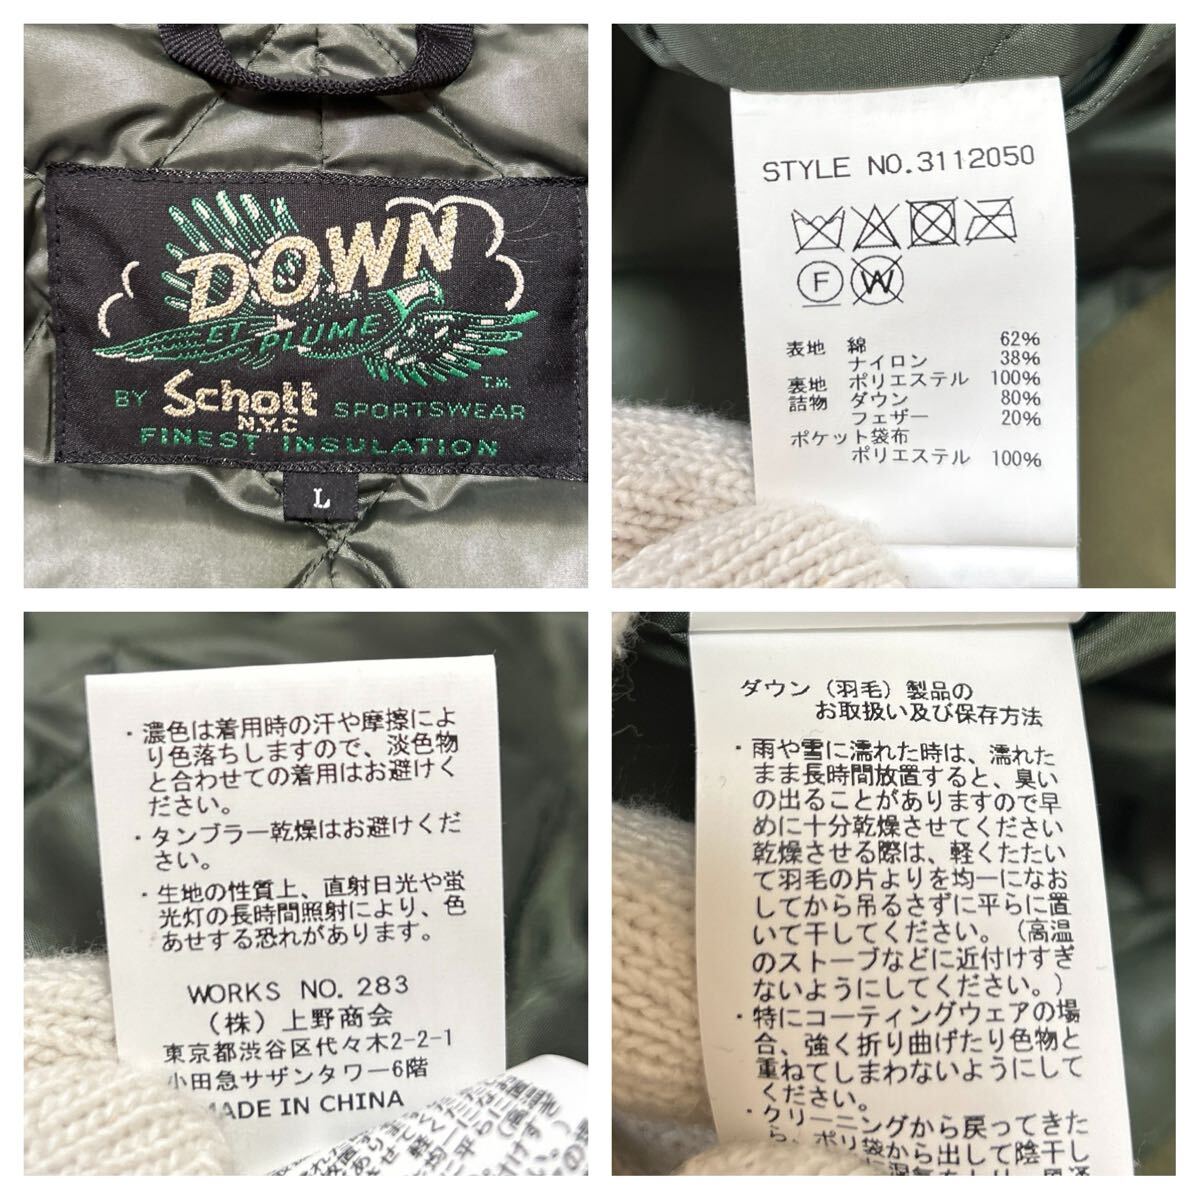 DOWN
ET PLUME
T.M.
BY Schott SPORTSWEAR
N.Y.C
FINEST INSULATION
L
STYLE NO.3112050
F W
表地 綿 62%
ナイロン 38%
裏地 ポリエステル 100%
詰物 ダウン 80%
フェザー 20%
ポケット袋布
ポリエステル 100%
・濃色は着用時の汗や摩擦によ
り色落ちしますので、淡色物
と合わせての着用はお避けく
ださい。
・タンブラー乾燥はお避けくだ
さい。
・生地の性質上、直射日光や蛍
光灯の長時間照射により、色
あせする恐れがあります。
WORKS NO. 283
（株）上野商会
東京都渋谷区代々木2-2-1
小田急サザンタワー6階
MADE IN CHINA
ダウン（羽毛）製品の
お取扱い及び保存方法
・雨や雪に濡れた時は、濡れた
まま長時間放置すると、臭い
の出ることがありますので早
めに十分乾燥させてください
乾燥させる際は、軽くたたい
て羽毛の片よりを均一になお
してから吊るさずに平らに置
いて干してください。（高温
のストーブなどに近付けすぎ
ないようにしてください。）
・特にコーティングウェアの場
合、強く折り曲げたり色物と
重ねてしまわないようにして
ください。
・クリーニングから戻ってきた
ら、ポリ袋から出して陰干し